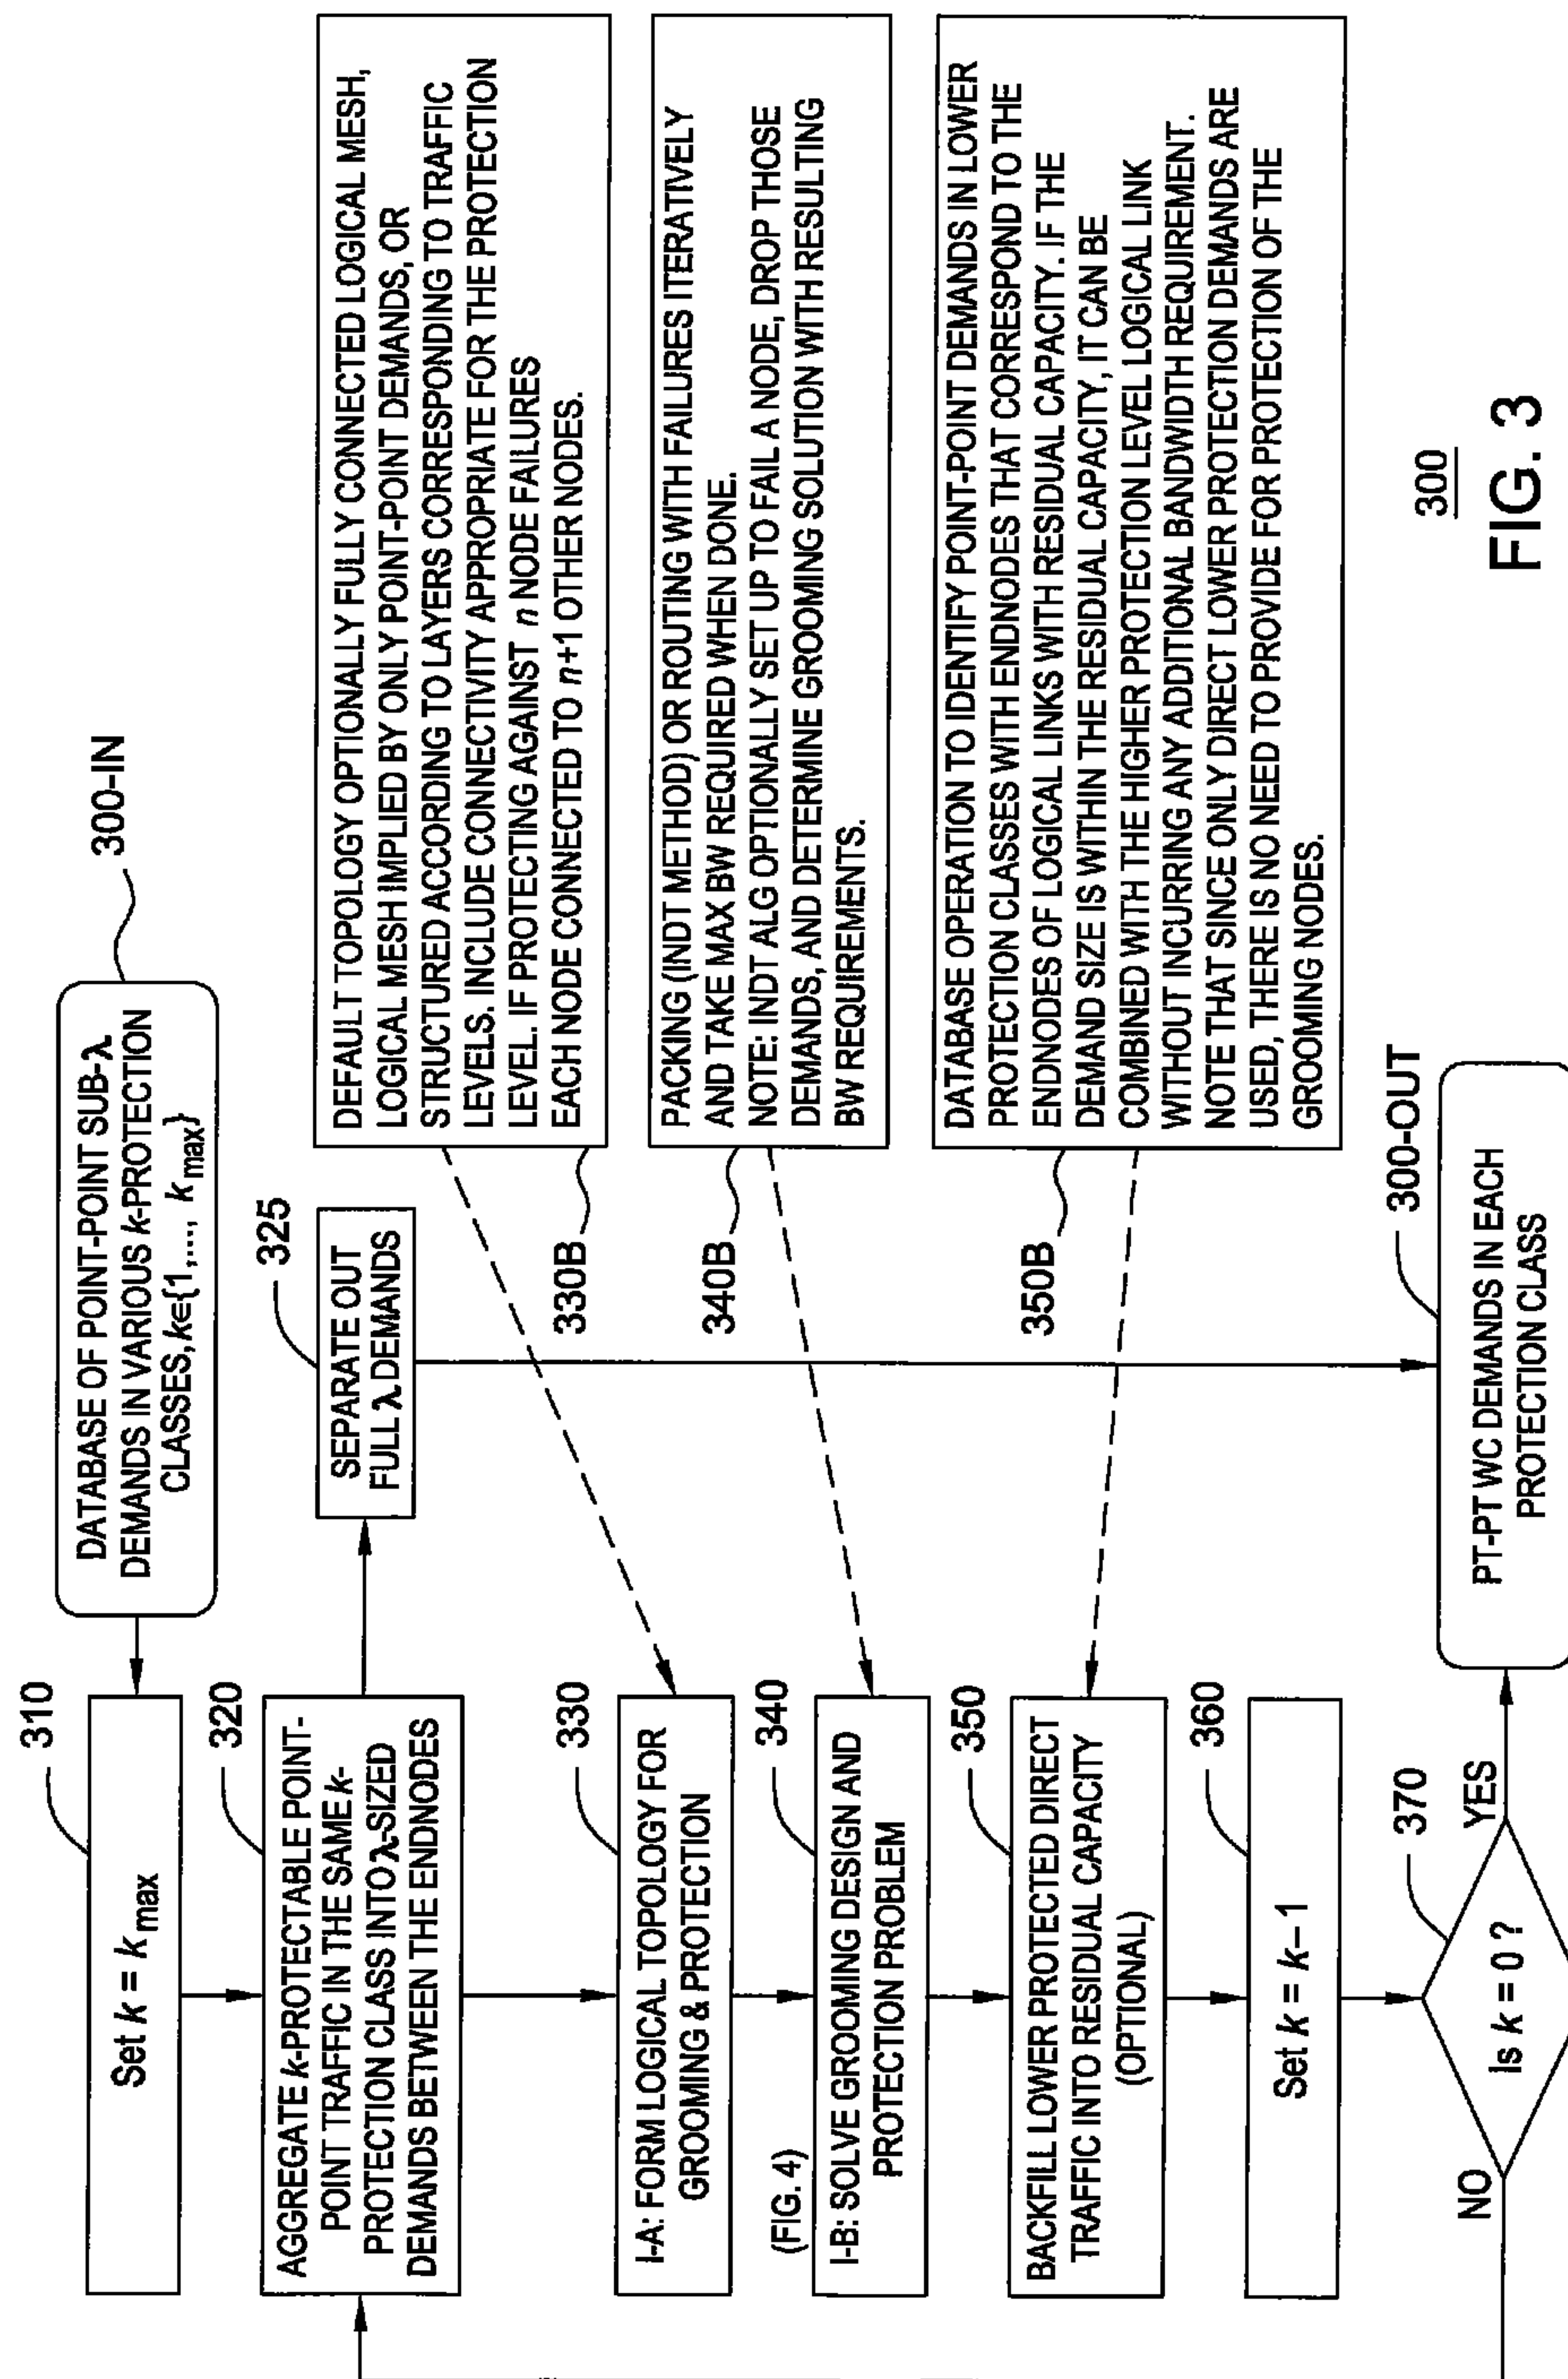 300-IN
DATABASE OF POINT-POINT SUB-λ
DEMANDS IN VARIOUS k-PROTECTION
CLASSES, k∈{1,..., k max}
310
Set k = k max
320
AGGREGATE k-PROTECTABLE POINT-
POINT TRAFFIC IN THE SAME k-
PROTECTION CLASS INTO λ-SIZED
DEMANDS BETWEEN THE ENDNODES
325
SEPARATE OUT
FULL λ DEMANDS
330
I-A: FORM LOGICAL TOPOLOGY FOR
GROOMING & PROTECTION
330B
DEFAULT TOPOLOGY OPTIONALLY FULLY CONNECTED LOGICAL MESH,
LOGICAL MESH IMPLIED BY ONLY POINT-POINT DEMANDS, OR
STRUCTURED ACCORDING TO LAYERS CORRESPONDING TO TRAFFIC
LEVELS. INCLUDE CONNECTIVITY APPROPRIATE FOR THE PROTECTION
LEVEL. IF PROTECTING AGAINST n NODE FAILURES
EACH NODE CONNECTED TO n+1 OTHER NODES.
(FIG. 4)
340
I-B: SOLVE GROOMING DESIGN AND
PROTECTION PROBLEM
340B
PACKING (INDT METHOD) OR ROUTING WITH FAILURES ITERATIVELY
AND TAKE MAX BW REQUIRED WHEN DONE.
NOTE: INDT ALG OPTIONALLY SET UP TO FAIL A NODE, DROP THOSE
DEMANDS, AND DETERMINE GROOMING SOLUTION WITH RESULTING
BW REQUIREMENTS.
350
BACKFILL LOWER PROTECTED DIRECT
TRAFFIC INTO RESIDUAL CAPACITY
(OPTIONAL)
350B
DATABASE OPERATION TO IDENTIFY POINT-POINT DEMANDS IN LOWER
PROTECTION CLASSES WITH ENDNODES THAT CORRESPOND TO THE
ENDNODES OF LOGICAL LINKS WITH RESIDUAL CAPACITY. IF THE
DEMAND SIZE IS WITHIN THE RESIDUAL CAPACITY, IT CAN BE
COMBINED WITH THE HIGHER PROTECTION LEVEL LOGICAL LINK
WITHOUT INCURRING ANY ADDITIONAL BANDWIDTH REQUIREMENT.
NOTE THAT SINCE ONLY DIRECT LOWER PROTECTION DEMANDS ARE
USED, THERE IS NO NEED TO PROVIDE FOR PROTECTION OF THE
GROOMING NODES.
360
Set k = k−1
370
Is k = 0 ?
NO
YES
300-OUT
PT-PT WC DEMANDS IN EACH
PROTECTION CLASS
300
FIG. 3